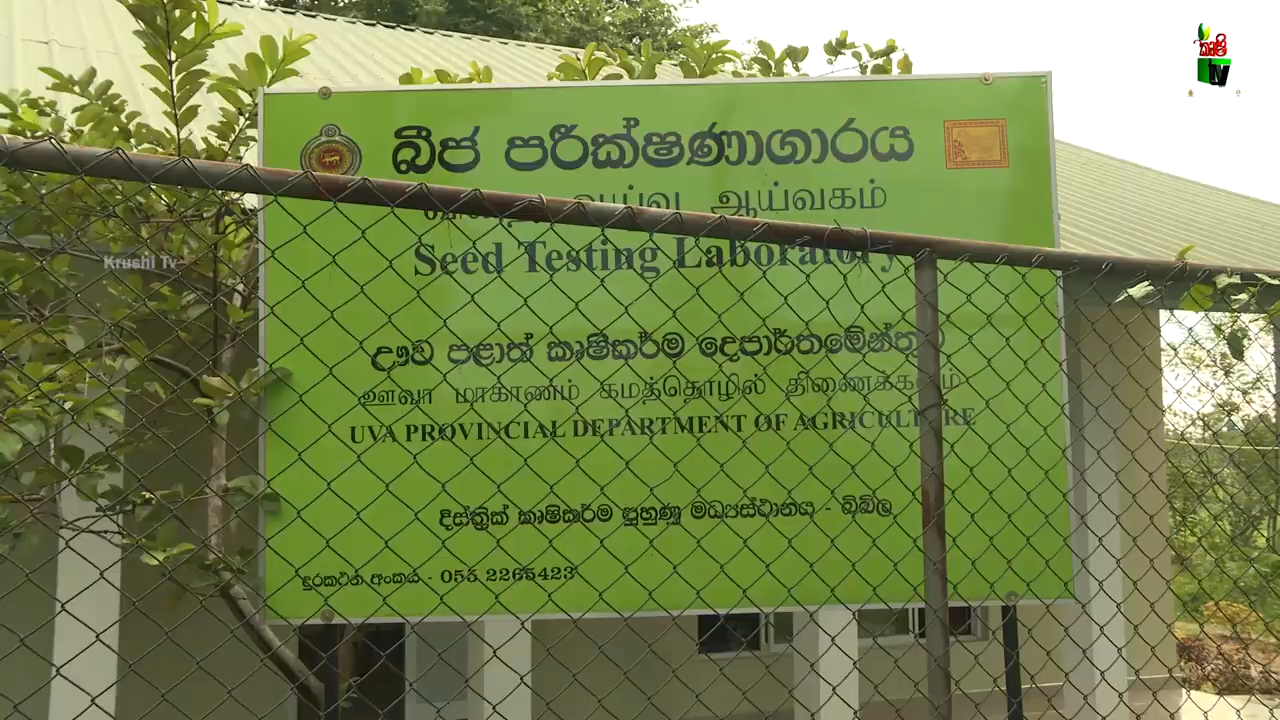 කෘෂි
TV
බීජ පරීක්ෂණාගාරය
ஆய்வகம்
Seed Testing Laboratory
Krushi Tv
ඌව පළාත් කෘෂිකර්ම දෙපාර්තමේන්තුව
ஊவா மாகாணம் கமத்தொழில் திணைக்களம்
UVA PROVINCIAL DEPARTMENT OF AGRICULTURE
දිස්ත්‍රික් කෘෂිකර්ම පුහුණු මධ්‍යස්ථානය - බිබිල
දුරකථන අංකය - 055 2265423